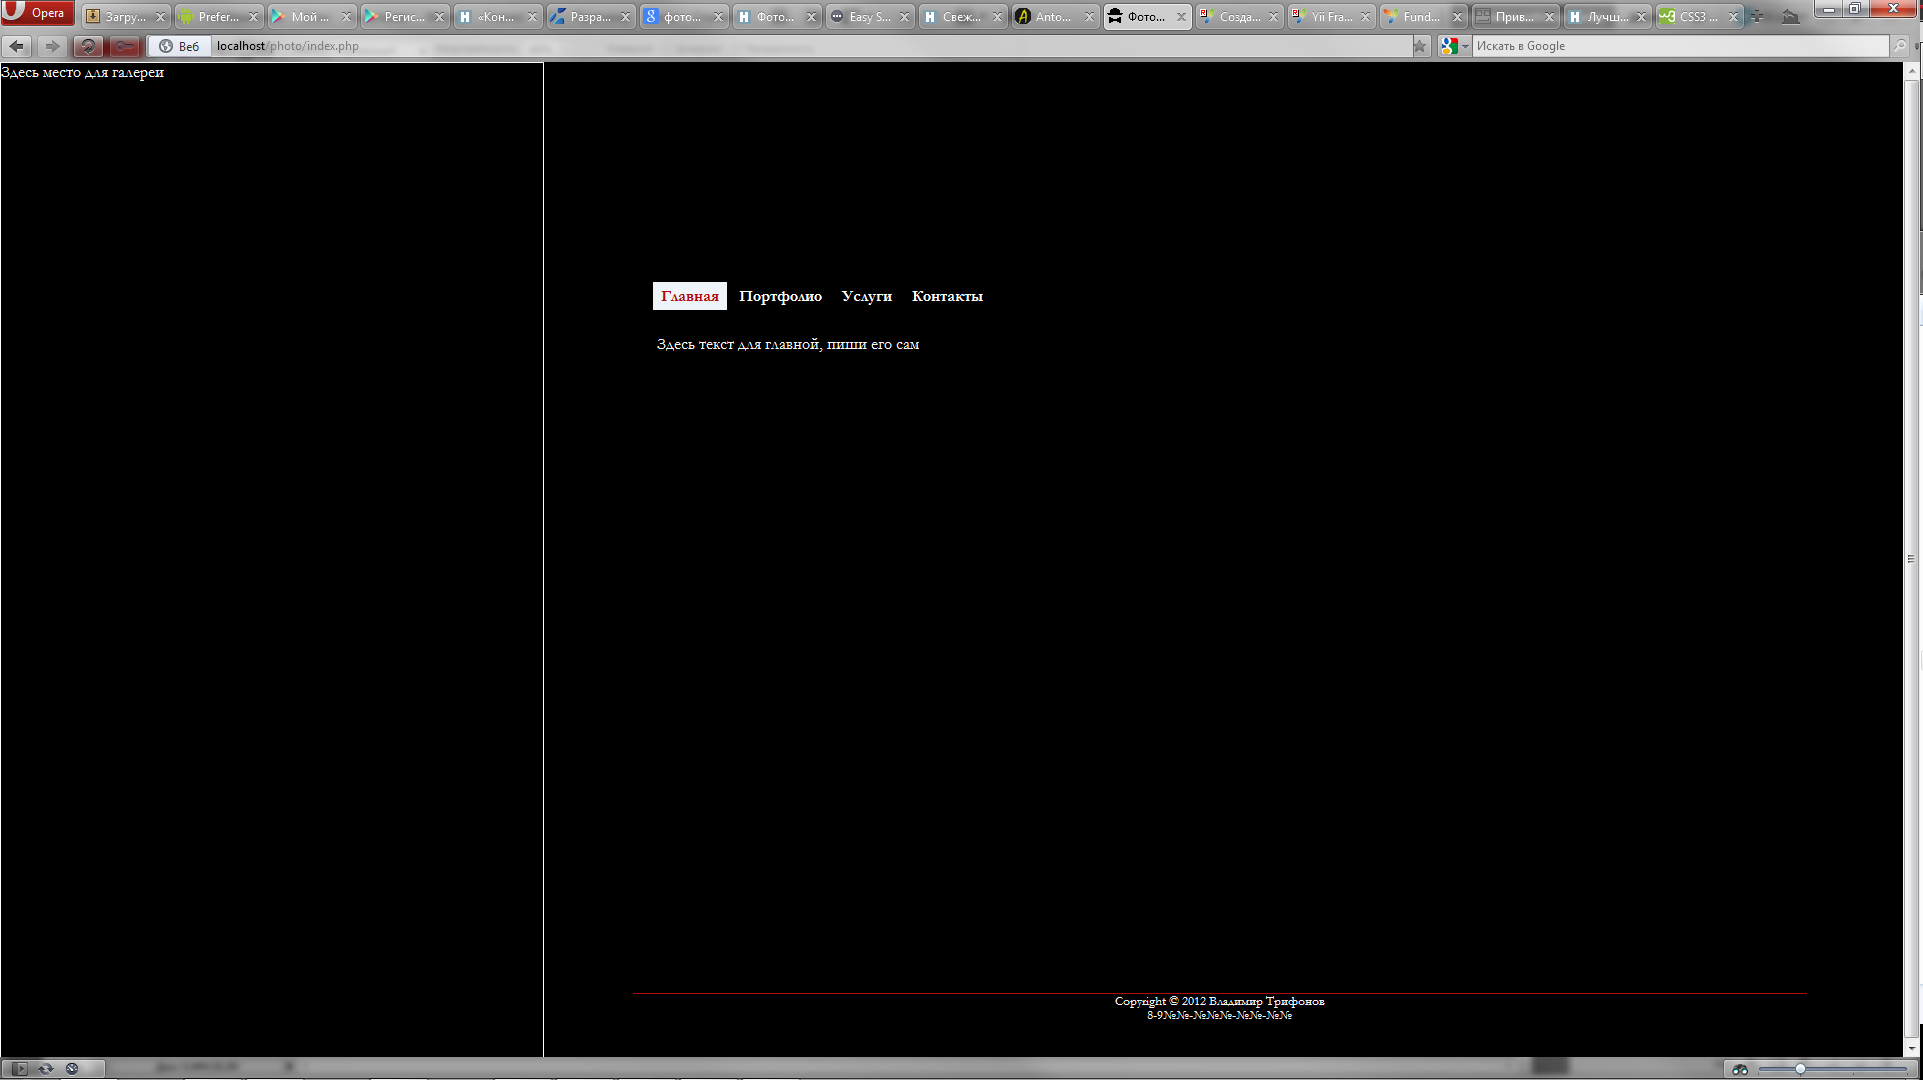 Opera
Загру...
Prefer...
Мой ...
Регис...
«Кон...
Разра...
фото...
Фото...
Easy S...
Свеж...
Anto...
Фото...
Созда...
Yii Fra...
Fund...
Прив...
Лучш...
CSS3 ...
Веб
localhost/photo/index.php
Искать в Google
Здесь место для галереи
Главная Портфолио Услуги Контакты
Здесь текст для главной, пиши его сам
Copyright © 2012 Владимир Трифонов
8-9№№-№№№-№№-№№